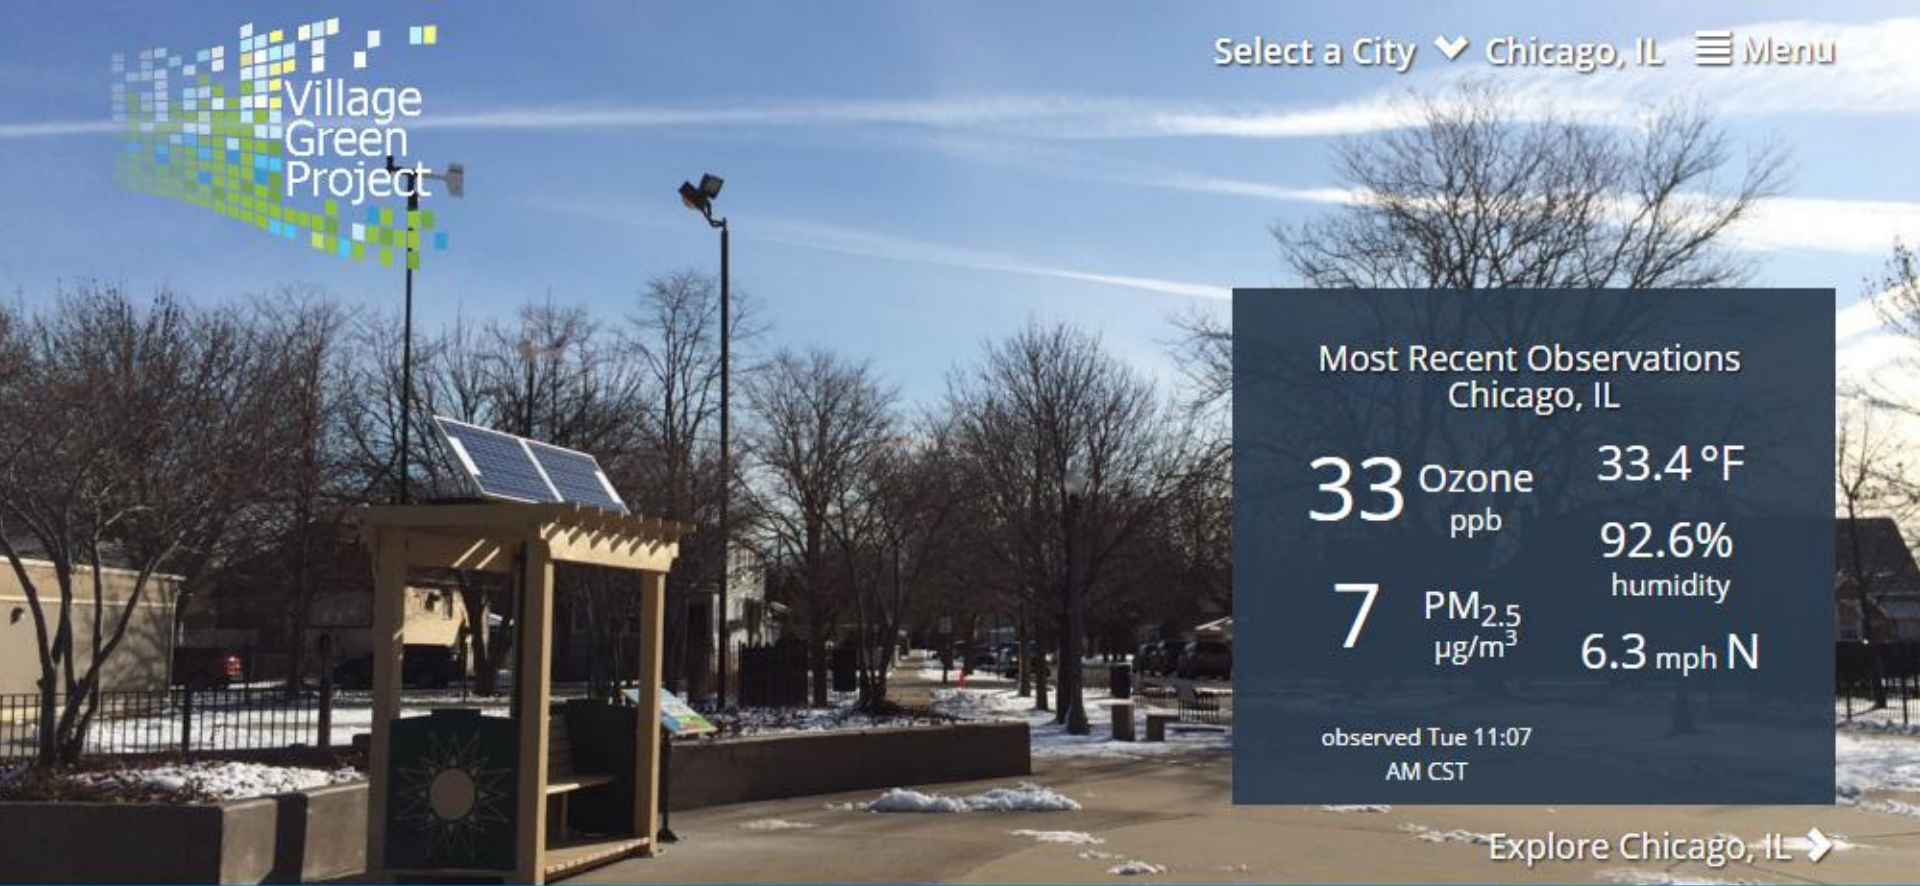 Village
Green
Project
Select a City Chicago, IL Menu
Most Recent Observations
Chicago, IL
33 Ozone
ppb
7 PM2.5
µg/m³
33.4 °F
92.6%
humidity
6.3 mph N
observed Tue 11:07
AM CST
Explore Chicago, IL